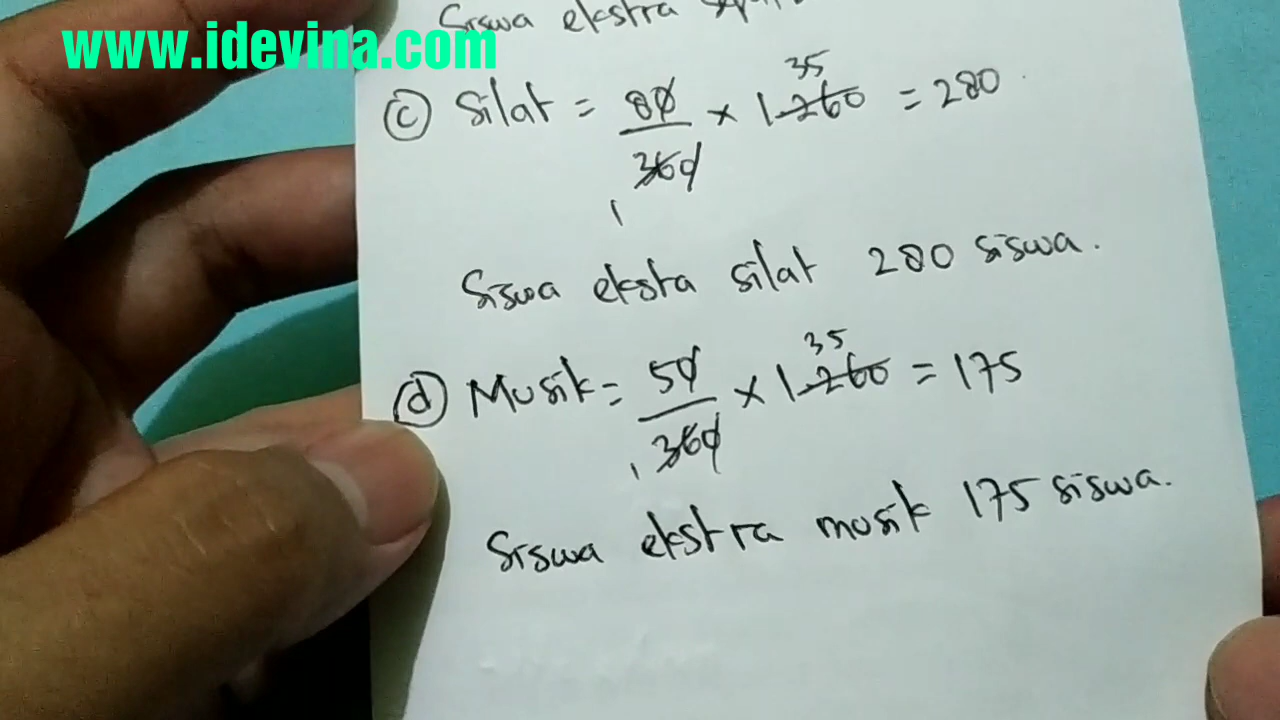 Siswa ekstra
www.idevina.com
35
c Silat = 80/360 × 1.260 = 280
1
Siswa eksta silat 280 siswa.
35
d Musik = 50/360 × 1.260 = 175
1
Siswa ekstra musik 175 siswa.